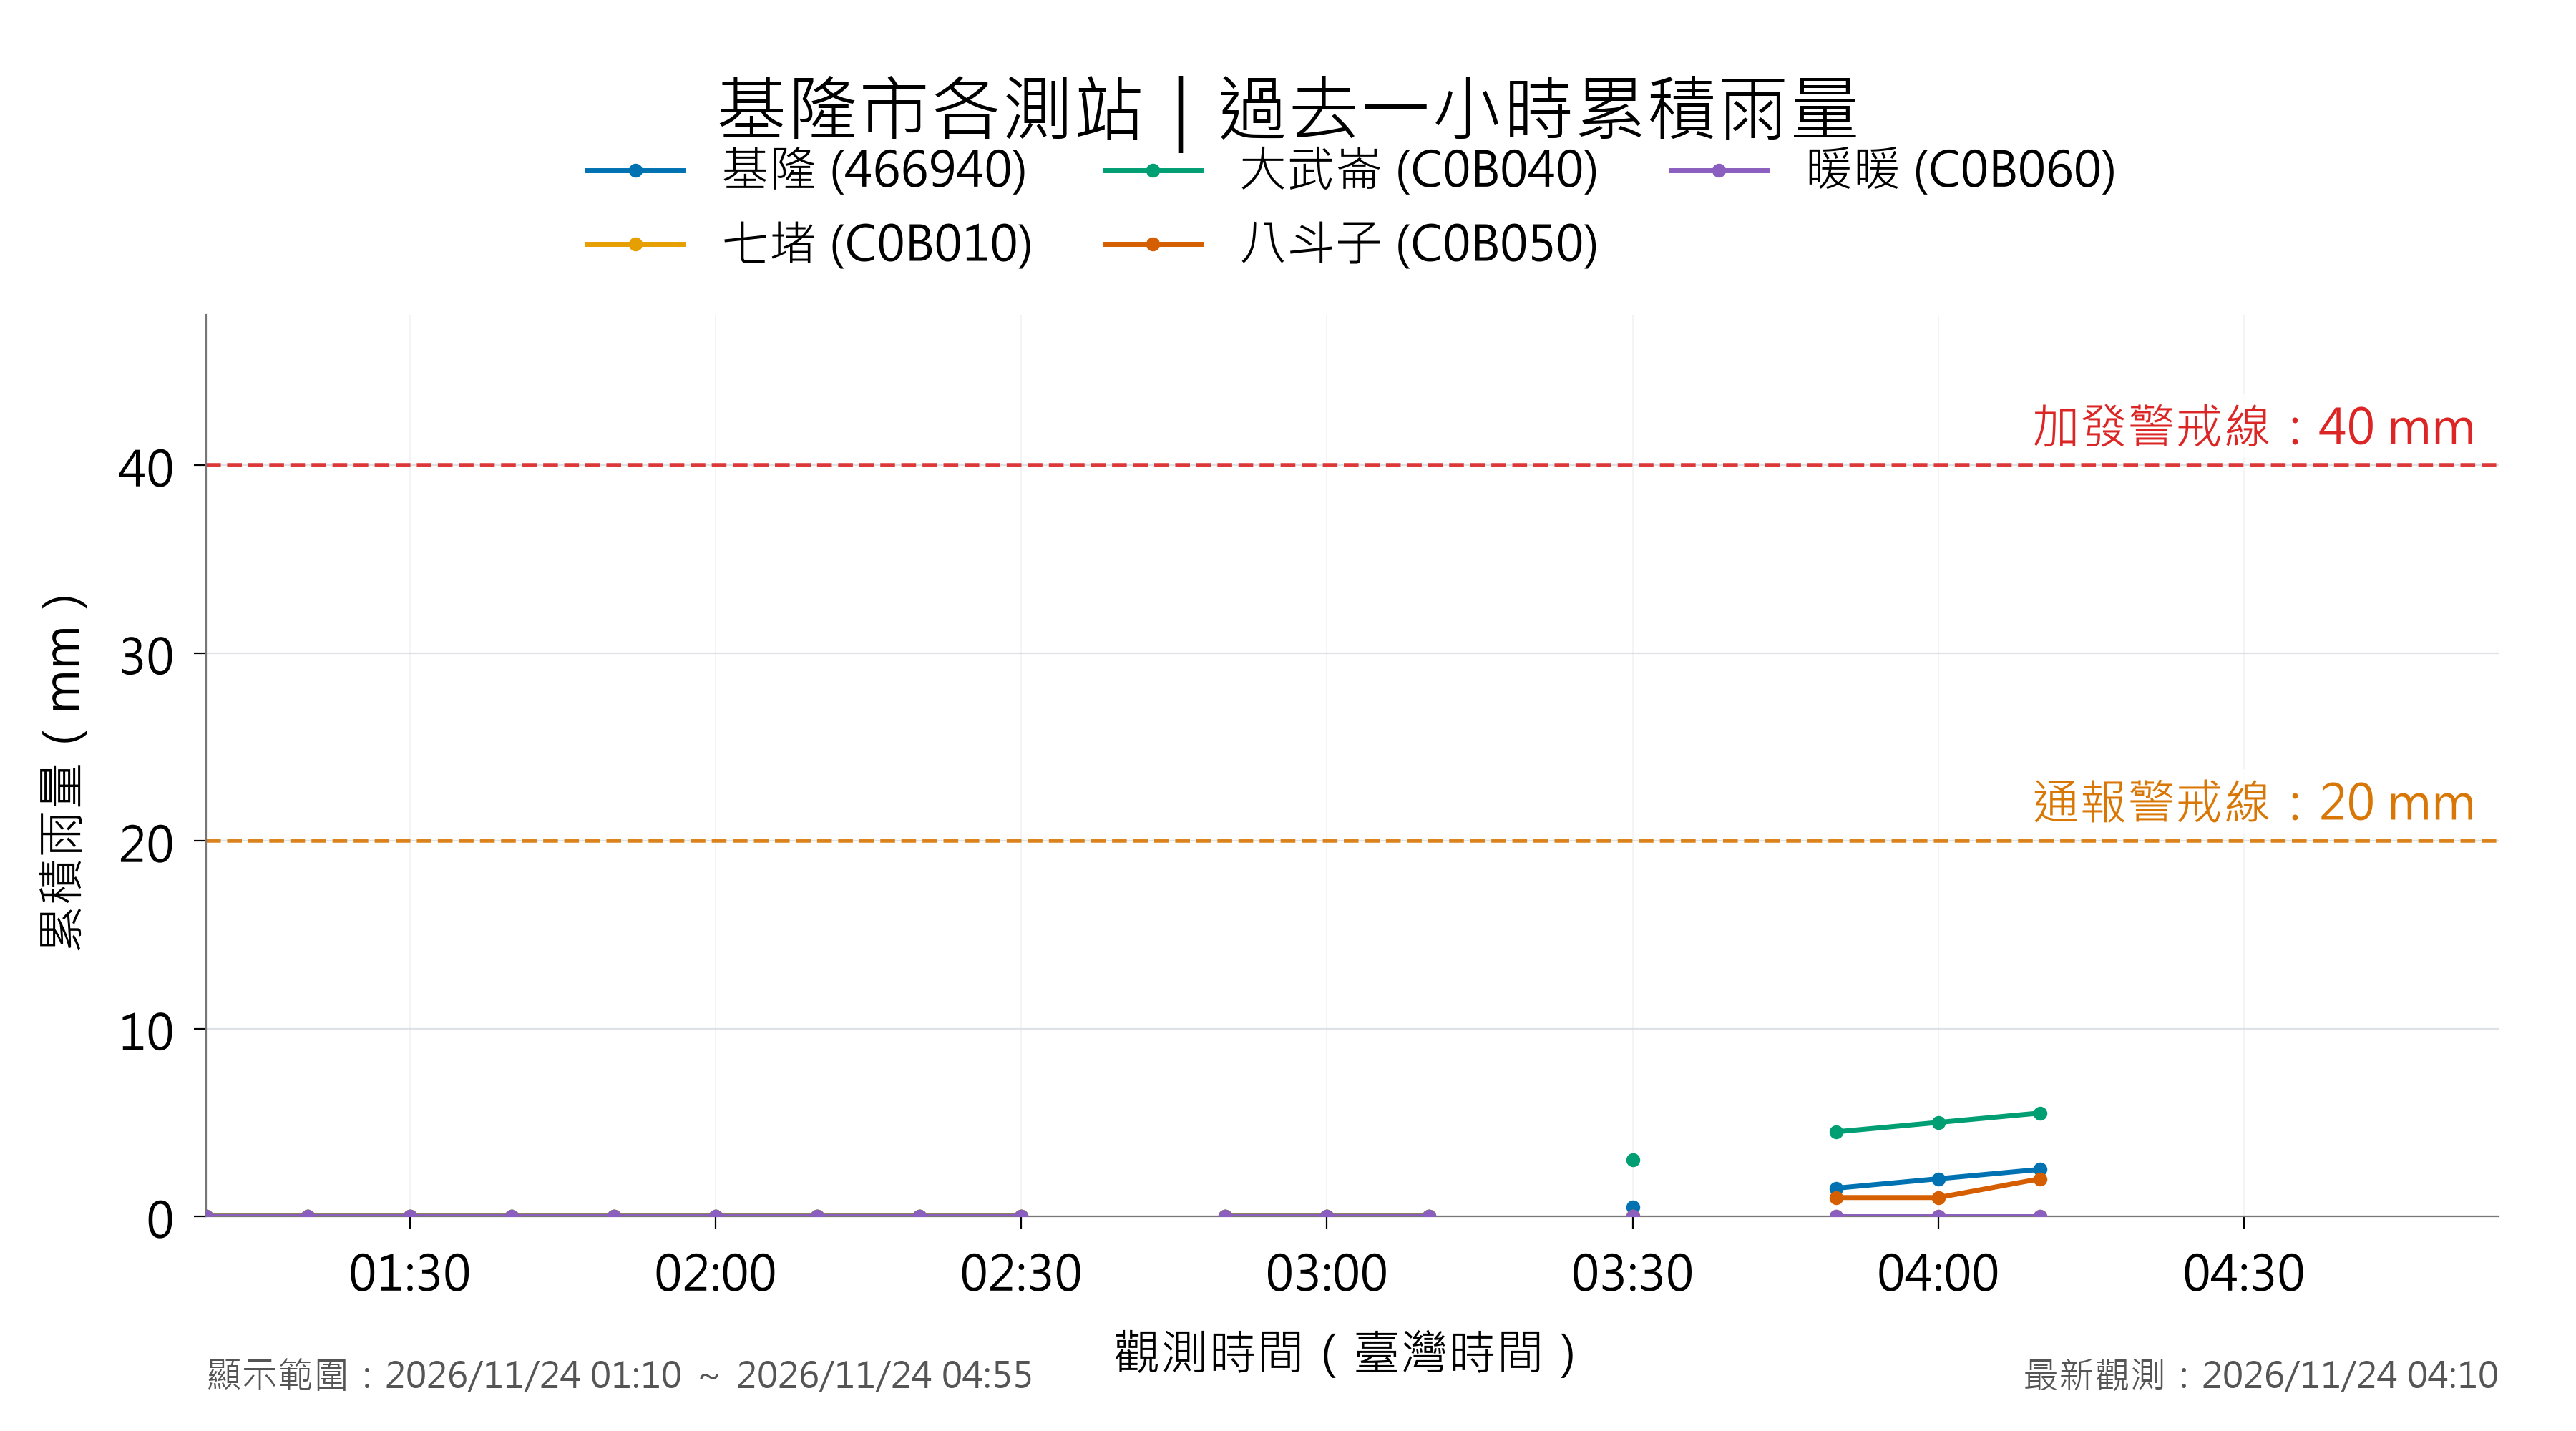 基隆市各測站｜過去一小時累積雨量
基隆 (466940)
大武崙 (C0B040)
暖暖 (C0B060)
七堵 (C0B010)
八斗子 (C0B050)
加發警戒線：40 mm
通報警戒線：20 mm
累積雨量（mm）
40
30
20
10
0
01:30
02:00
02:30
03:00
03:30
04:00
04:30
觀測時間（臺灣時間）
顯示範圍：2026/11/24 01:10 ~ 2026/11/24 04:55
最新觀測：2026/11/24 04:10